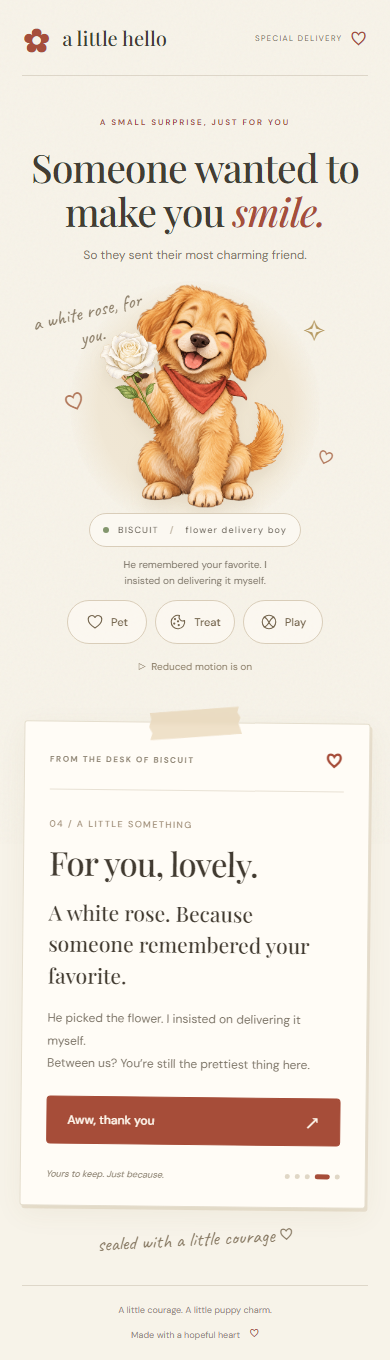 a little hello
SPECIAL DELIVERY
A SMALL SURPRISE, JUST FOR YOU
Someone wanted to
make you smile.
So they sent their most charming friend.
a white rose, for
you.
BISCUIT / flower delivery boy
He remembered your favorite. I
insisted on delivering it myself.
Pet
Treat
Play
Reduced motion is on
FROM THE DESK OF BISCUIT
04 / A LITTLE SOMETHING
For you, lovely.
A white rose. Because
someone remembered your
favorite.
He picked the flower. I insisted on delivering it
myself.
Between us? You're still the prettiest thing here.
Aww, thank you ↗
Yours to keep. Just because.
sealed with a little courage
A little courage. A little puppy charm.
Made with a hopeful heart